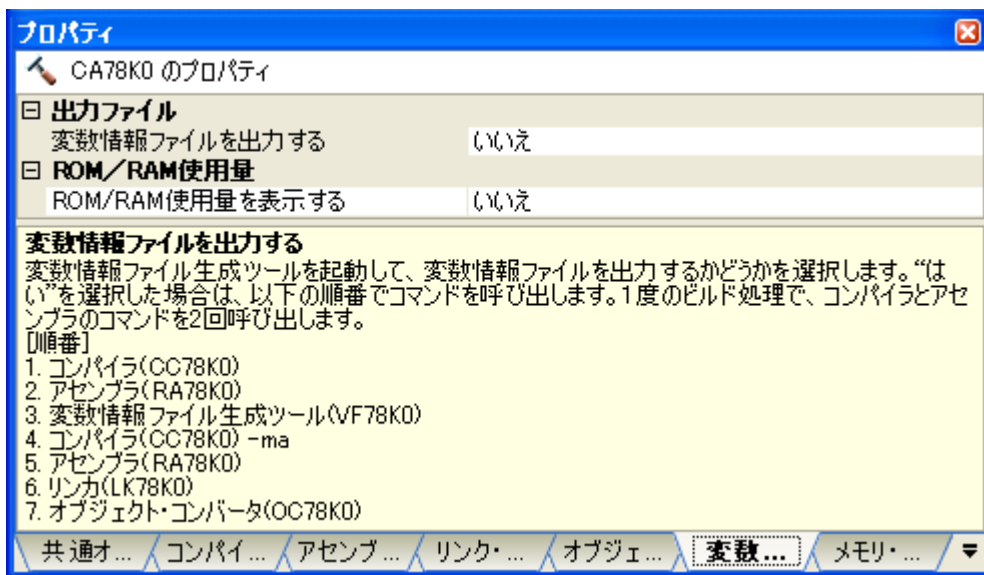 プロパティ
CA78K0 のプロパティ
出力ファイル
変数情報ファイルを出力する いいえ
ROM/RAM使用量
ROM/RAM使用量を表示する いいえ
変数情報ファイルを出力する
変数情報ファイル生成ツールを起動して、変数情報ファイルを出力するかどうかを選択します。“は
い”を選択した場合は、以下の順番でコマンドを呼び出します。1度のビルド処理で、コンパイラとアセ
ンブラのコマンドを2回呼び出します。
[順番]
1. コンパイラ(CC78K0)
2. アセンブラ(RA78K0)
3. 変数情報ファイル生成ツール(VF78K0)
4. コンパイラ(CC78K0) -ma
5. アセンブラ(RA78K0)
6. リンカ(LK78K0)
7. オブジェクト・コンバータ(OC78K0)
共通オ... コンパイ... アセンブ... リンク・... オブジェ... 変数... メモリ・...